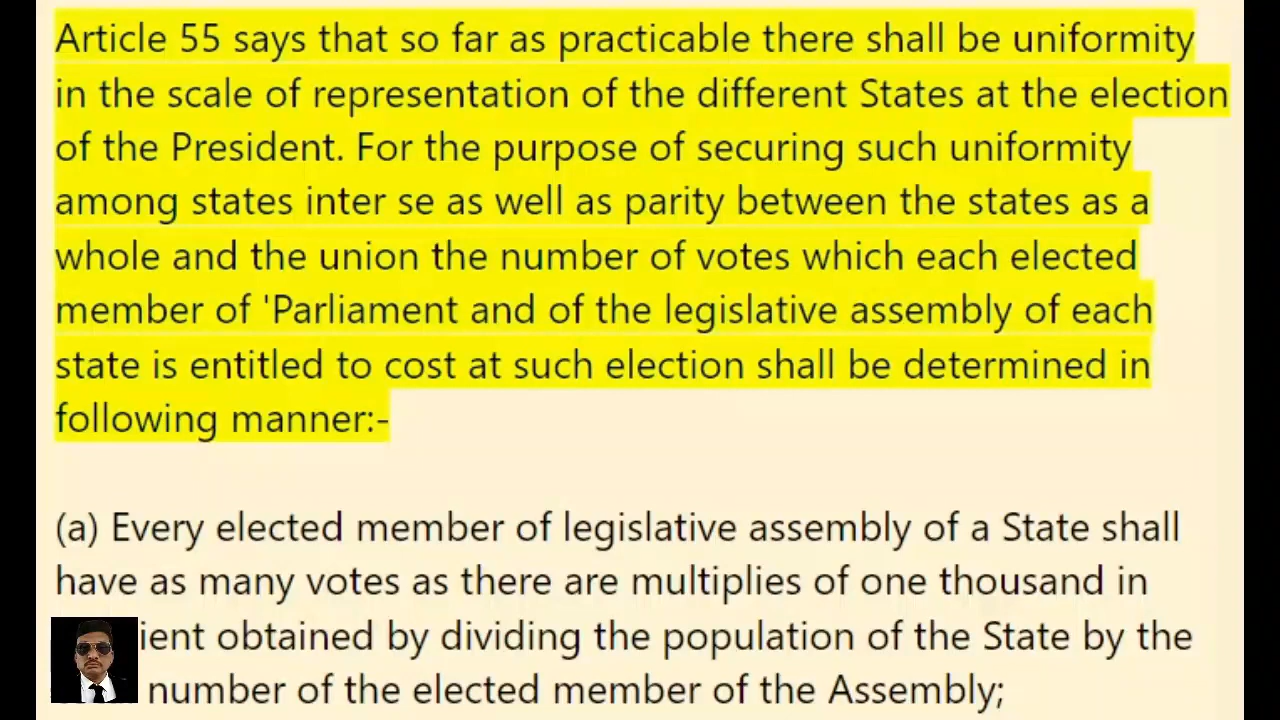 Article 55 says that so far as practicable there shall be uniformity
in the scale of representation of the different States at the election
of the President. For the purpose of securing such uniformity
among states inter se as well as parity between the states as a
whole and the union the number of votes which each elected
member of 'Parliament and of the legislative assembly of each
state is entitled to cost at such election shall be determined in
following manner:-
(a) Every elected member of legislative assembly of a State shall
have as many votes as there are multiplies of one thousand in
obtained by dividing the population of the State by the
number of the elected member of the Assembly;